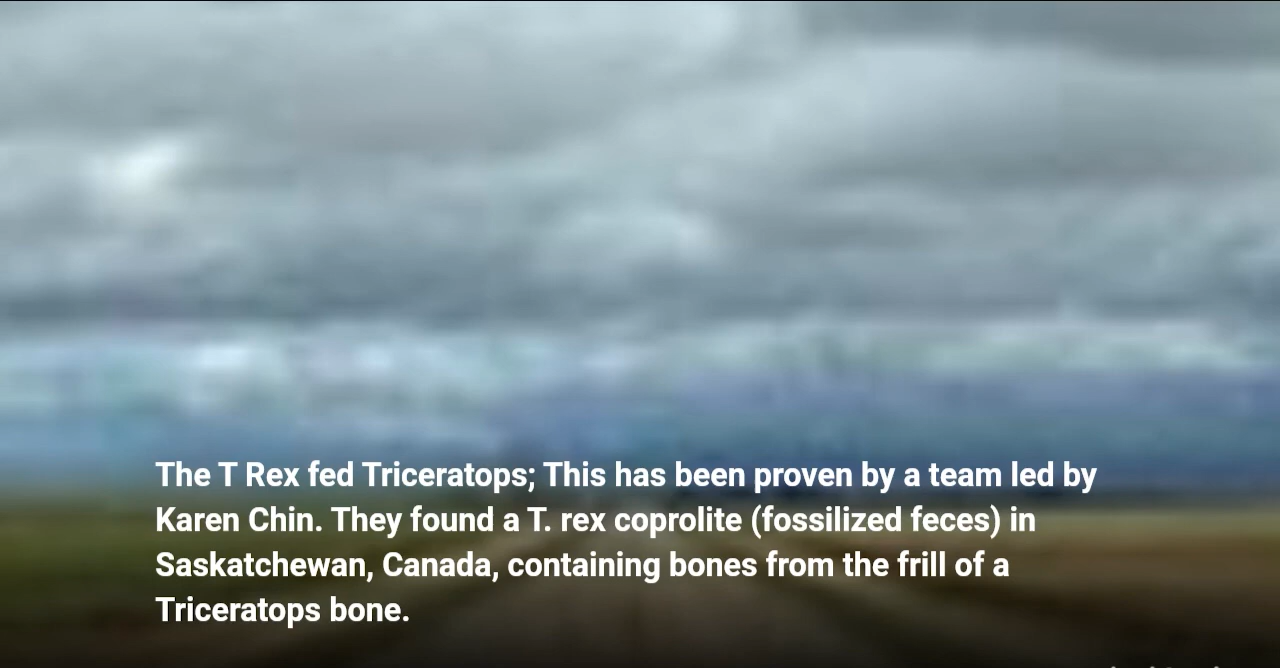 The T Rex fed Triceratops; This has been proven by a team led by
Karen Chin. They found a T. rex coprolite (fossilized feces) in
Saskatchewan, Canada, containing bones from the frill of a
Triceratops bone.